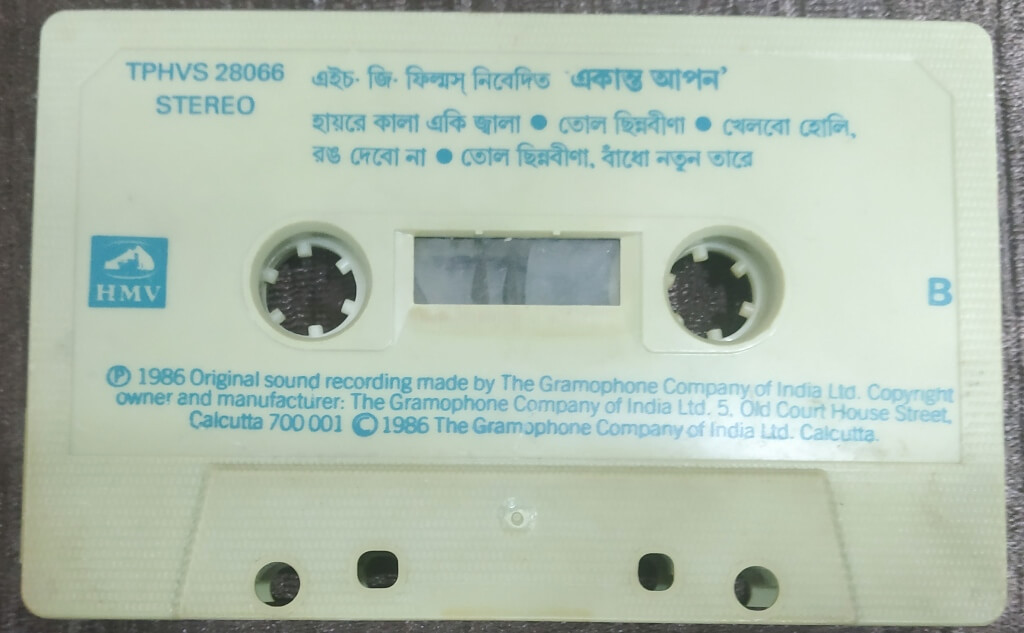 TPHVS 28066
STEREO
এইচ· জি· ফিল্মস্ নিবেদিত 'একান্ত আপন'
হায়রে কালা একি জ্বালা ● তোল ছিন্নবীণা ● খেলবো হোলি,
রঙ দেবো না ● তোল ছিন্নবীণা, বাঁধো নতুন তারে
HMV
B
Ⓟ 1986 Original sound recording made by The Gramophone Company of India Ltd. Copyright
owner and manufacturer: The Gramophone Company of India Ltd. 5, Old Court House Street,
Calcutta 700 001 © 1986 The Gramophone Company of India Ltd. Calcutta.